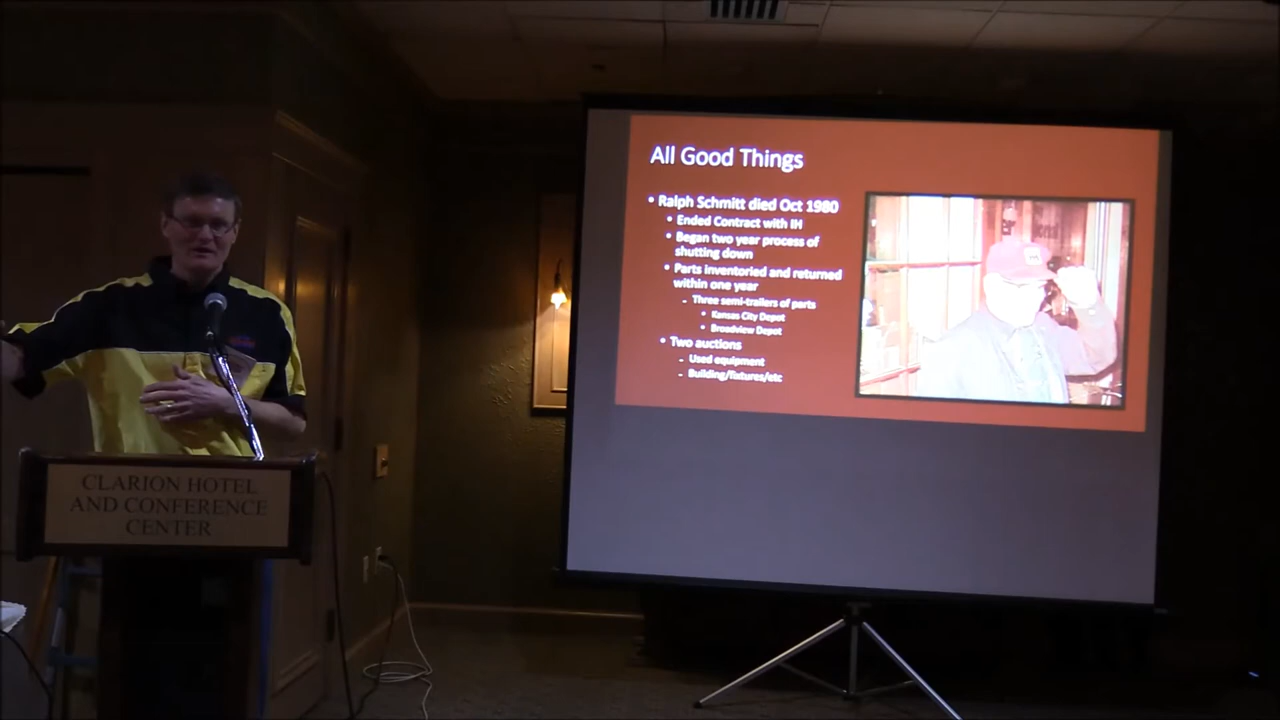 All Good Things
• Ralph Schmitt died Oct 1980
• Ended Contract with IH
• Began two year process of
shutting down
• Parts inventoried and returned
within one year
- Three semi-trailers of parts
• Kansas City Depot
• Broadview Depot
• Two auctions
- Used equipment
- Building/fixtures/etc
CLARION HOTEL
AND CONFERENCE
CENTER